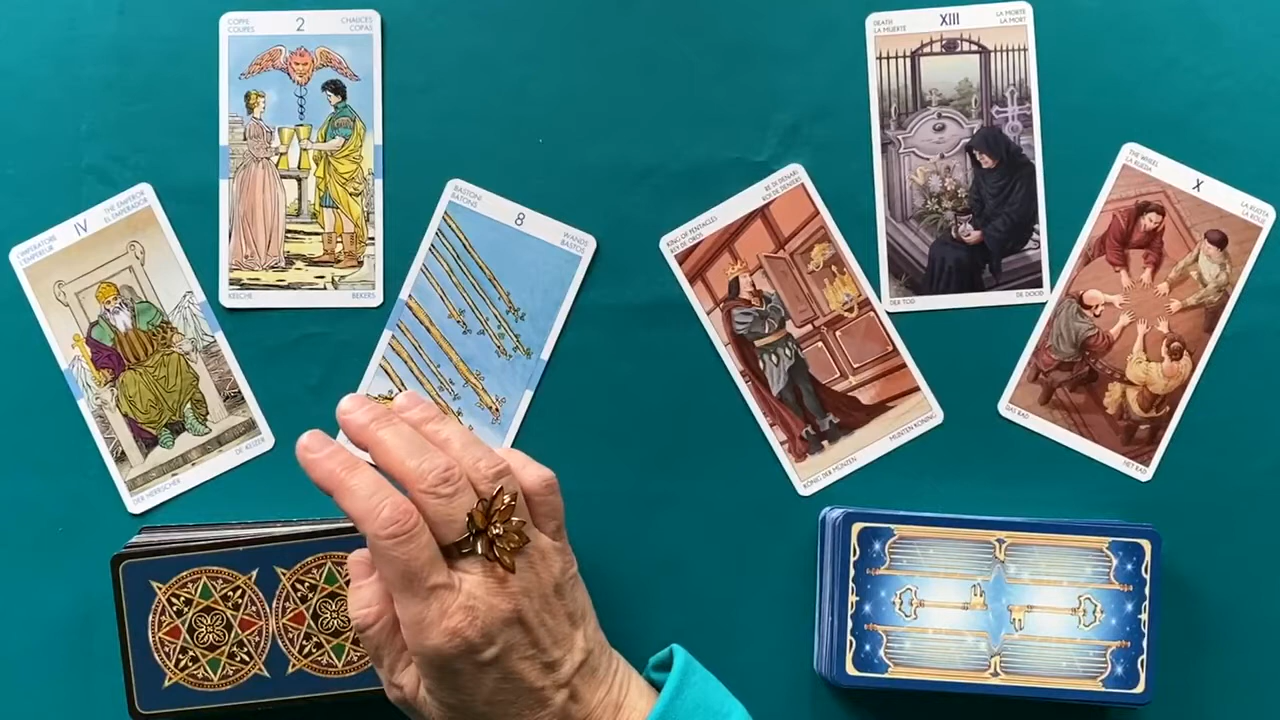 COPPE
COUPES
2
CHALICES
COPAS
KELCHE
BEKERS
L'IMPERATORE
L'EMPEREUR
IV
THE EMPEROR
EL EMPERADOR
DER HERRSCHER
DE KEIZER
BASTONI
BATONS
8
WANDS
BASTOS
KING OF PENTACLES
REY DE OROS
RE DI DENARI
ROI DE DENIERS
KÖNIG DER MÜNZEN
MUNTEN KONING
DEATH
LA MUERTE
XIII
LA MORTE
LA MORT
DER TOD
DE DOOD
THE WHEEL
LA RUEDA
X
LA RUOTA
LA ROUE
DAS RAD
HET RAD